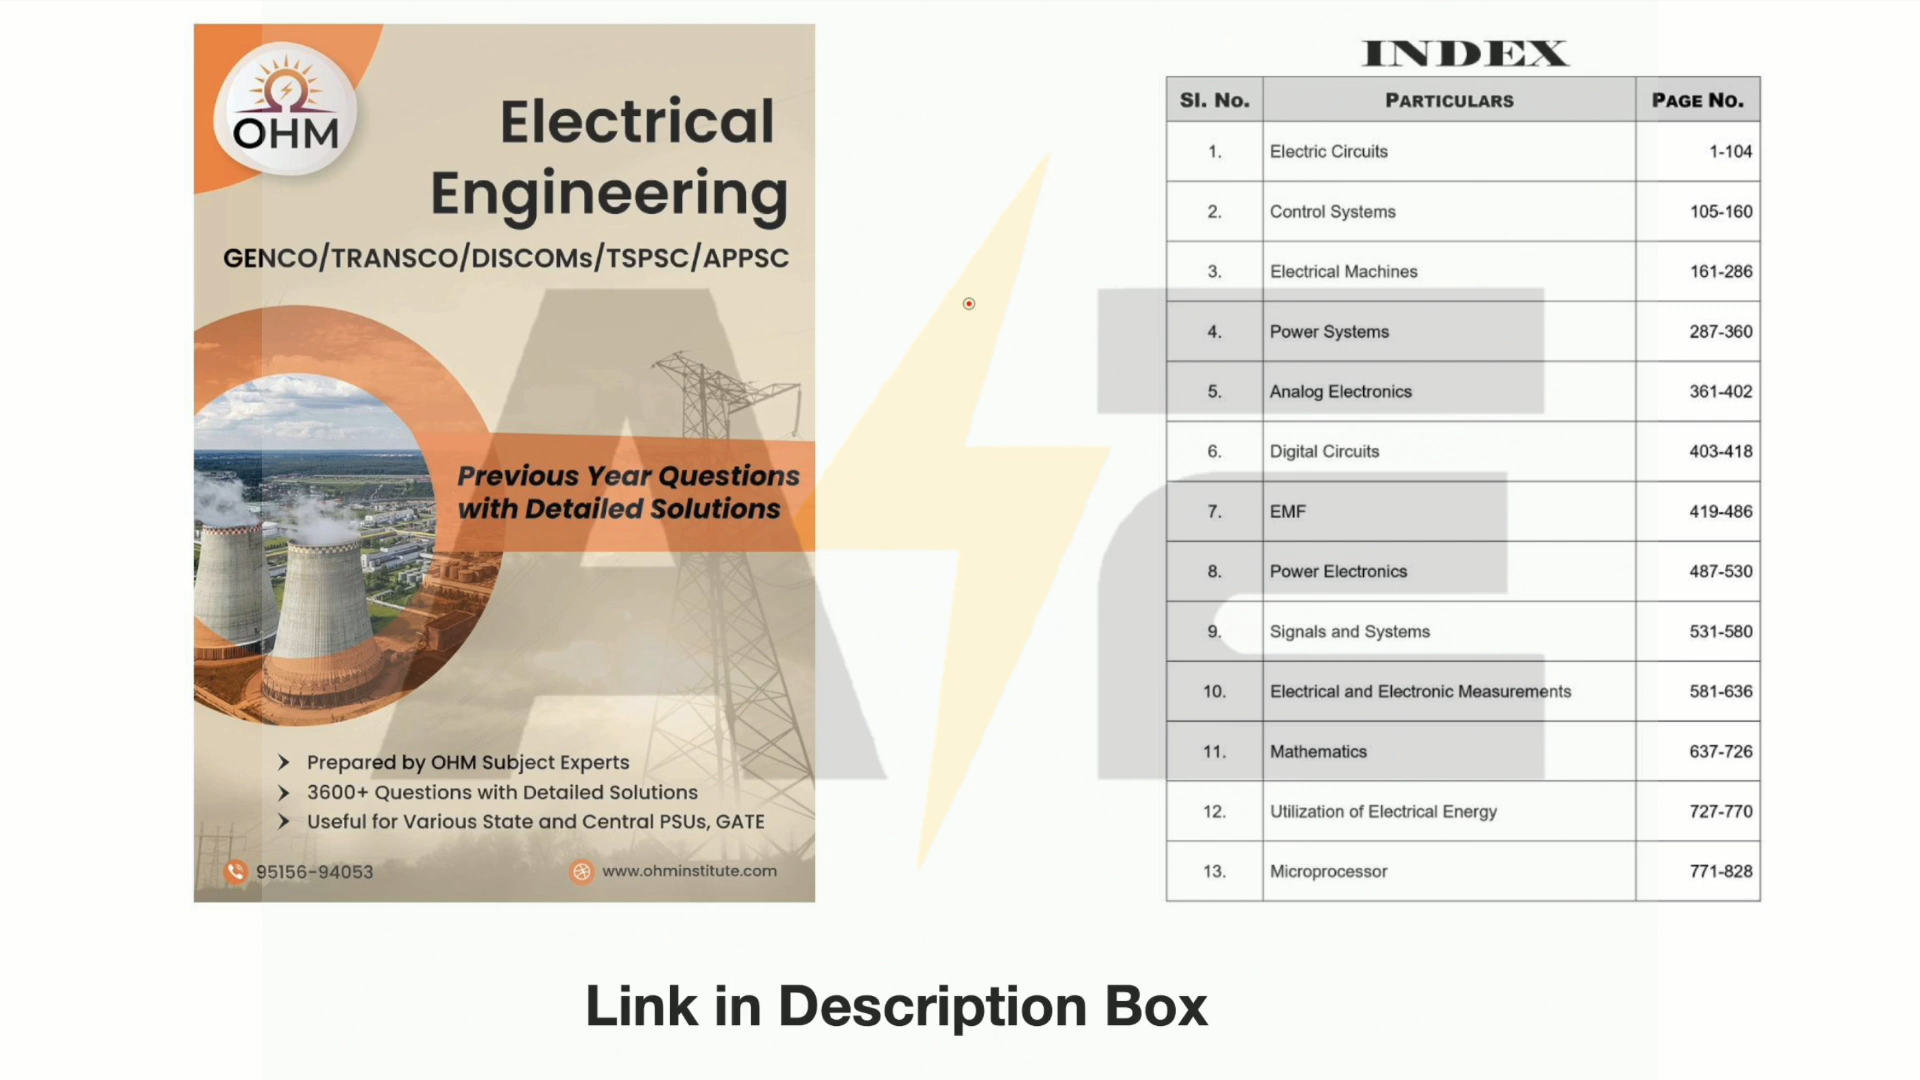 OHM
Electrical
Engineering
GENCO/TRANSCO/DISCOMs/TSPSC/APPSC
Previous Year Questions
with Detailed Solutions
Prepared by OHM Subject Experts
3600+ Questions with Detailed Solutions
Useful for Various State and Central PSUs, GATE
95156-94053
www.ohminstitute.com
INDEX
Sl. No. PARTICULARS PAGE NO.
1. Electric Circuits 1-104
2. Control Systems 105-160
3. Electrical Machines 161-286
4. Power Systems 287-360
5. Analog Electronics 361-402
6. Digital Circuits 403-418
7. EMF 419-486
8. Power Electronics 487-530
9. Signals and Systems 531-580
10. Electrical and Electronic Measurements 581-636
11. Mathematics 637-726
12. Utilization of Electrical Energy 727-770
13. Microprocessor 771-828
Link in Description Box